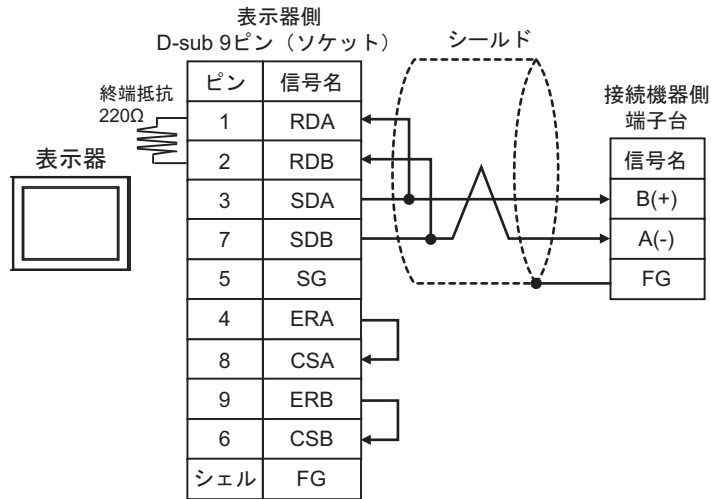 表示器側
D-sub 9ピン（ソケット）
シールド
終端抵抗
220Ω
表示器
ピン 信号名
1 RDA
2 RDB
3 SDA
7 SDB
5 SG
4 ERA
8 CSA
9 ERB
6 CSB
シェル FG
接続機器側
端子台
信号名
B(+)
A(-)
FG